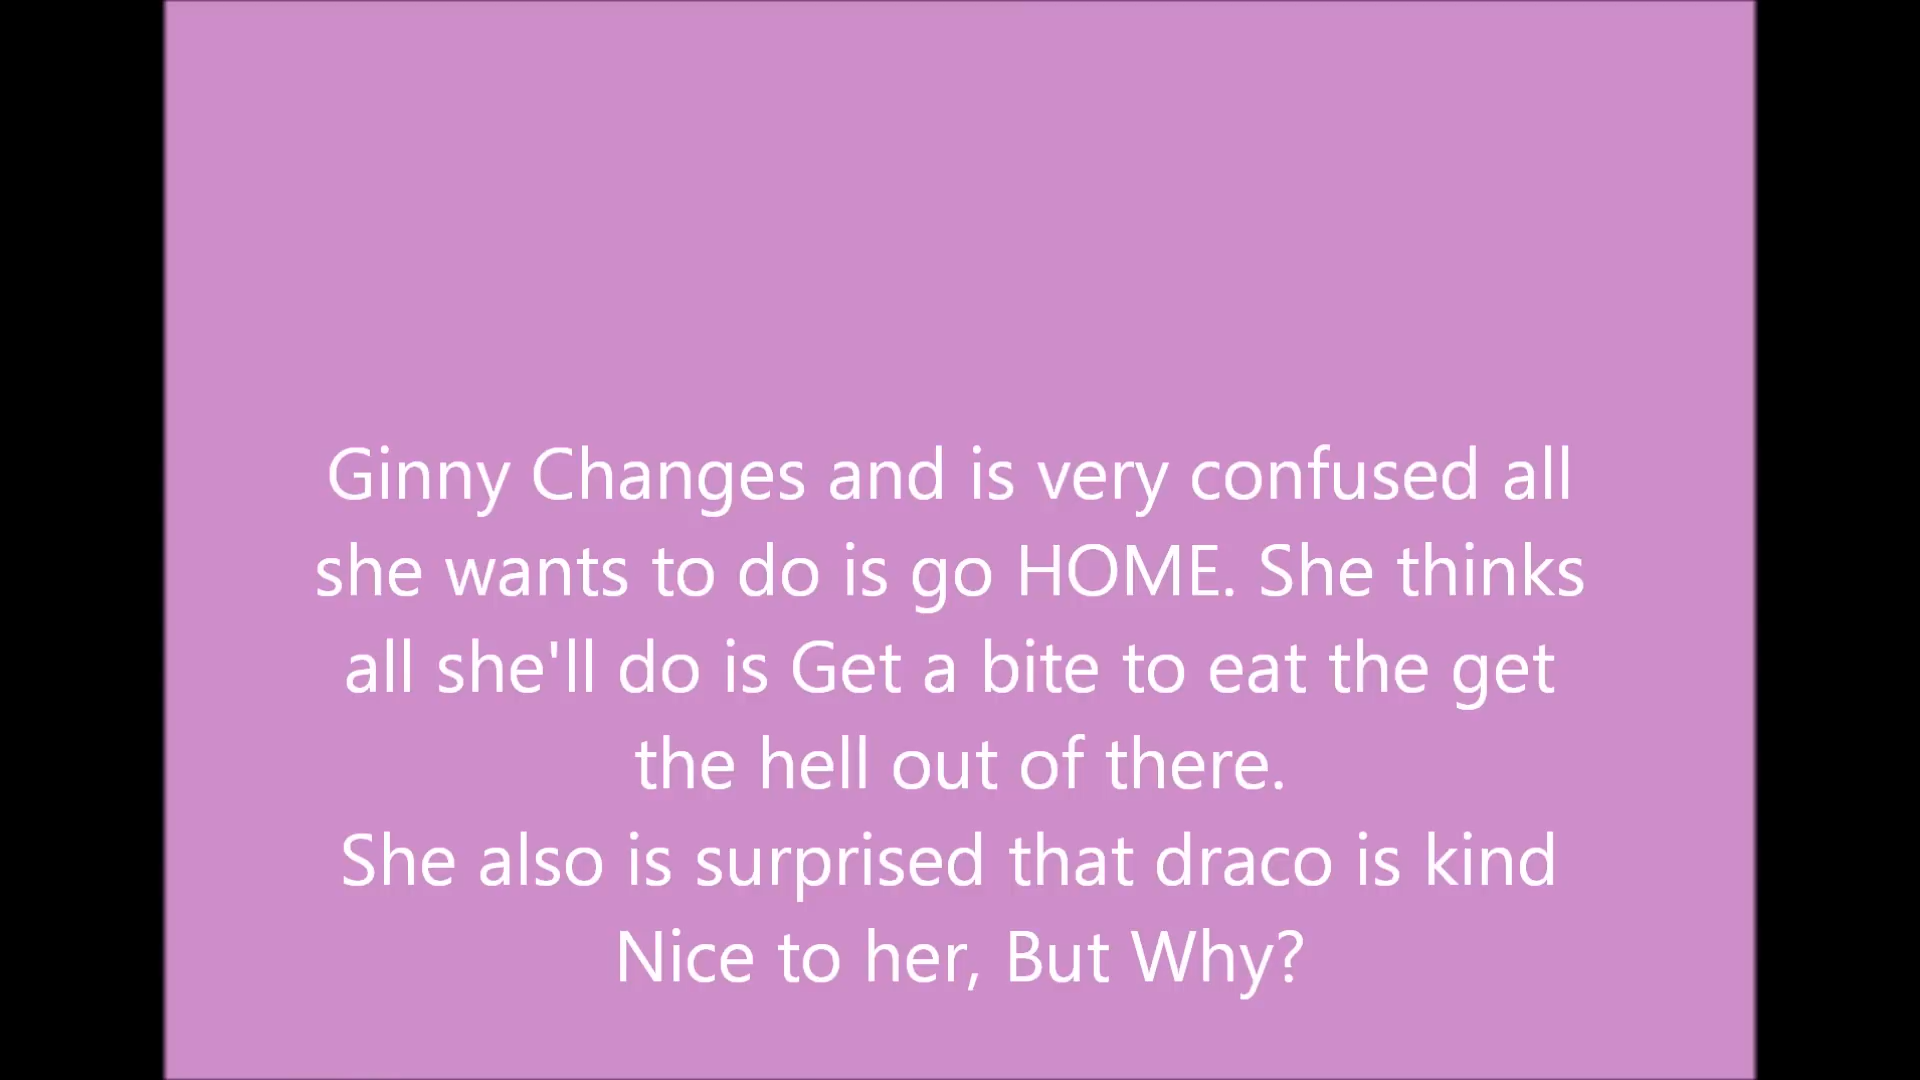 Ginny Changes and is very confused all
she wants to do is go HOME. She thinks
all she'll do is Get a bite to eat the get
the hell out of there.
She also is surprised that draco is kind
Nice to her, But Why?